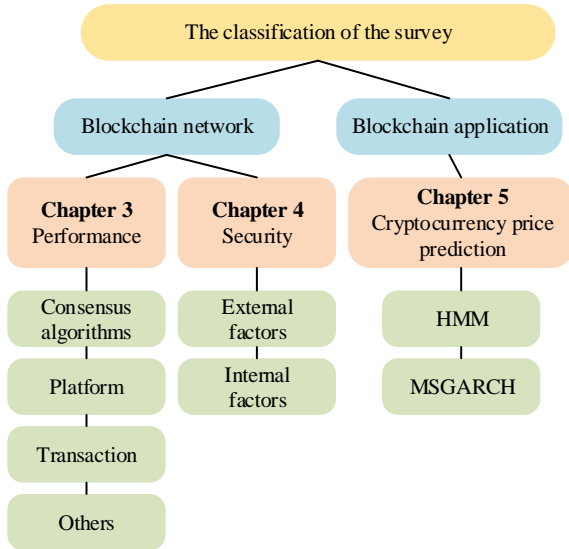 The classification of the survey
Blockchain network
Blockchain application
Chapter 3
Performance
Chapter 4
Security
Chapter 5
Cryptocurrency price
prediction
Consensus
algorithms
Platform
Transaction
Others
External
factors
Internal
factors
HMM
MSGARCH